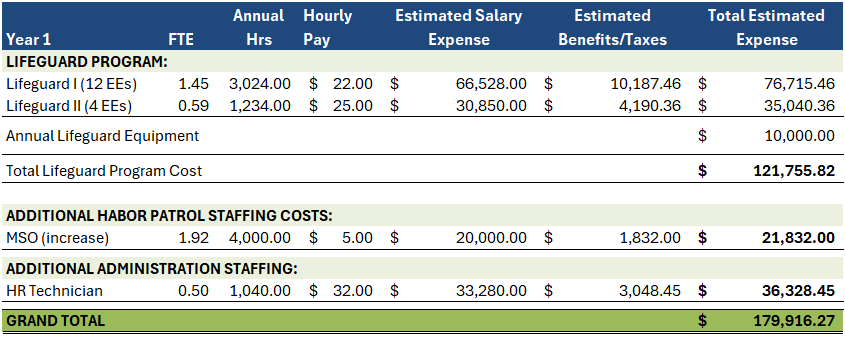 Annual Hourly Estimated Salary Estimated Total Estimated
Year 1 FTE Hrs Pay Expense Benefits/Taxes Expense
LIFEGUARD PROGRAM:
Lifeguard I (12 EEs) 1.45 3,024.00 $ 22.00 $ 66,528.00 $ 10,187.46 $ 76,715.46
Lifeguard II (4 EEs) 0.59 1,234.00 $ 25.00 $ 30,850.00 $ 4,190.36 $ 35,040.36
Annual Lifeguard Equipment $ 10,000.00
Total Lifeguard Program Cost $ 121,755.82
ADDITIONAL HABOR PATROL STAFFING COSTS:
MSO (increase) 1.92 4,000.00 $ 5.00 $ 20,000.00 $ 1,832.00 $ 21,832.00
ADDITIONAL ADMINISTRATION STAFFING:
HR Technician 0.50 1,040.00 $ 32.00 $ 33,280.00 $ 3,048.45 $ 36,328.45
GRAND TOTAL $ 179,916.27